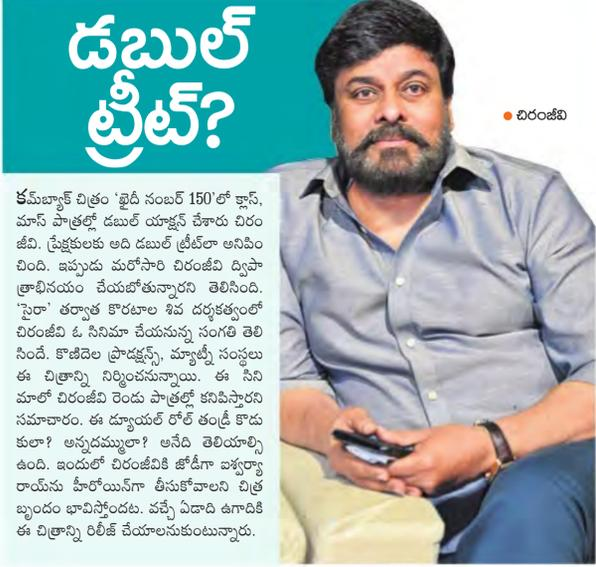 డబుల్
ట్రీట్?
● చిరంజీవి
కమ్‌బ్యాక్ చిత్రం ‘ఖైదీ నంబర్ 150’లో క్లాస్,
మాస్ పాత్రల్లో డబుల్ యాక్షన్ చేశారు చిరం
జీవి. ప్రేక్షకులకు అది డబుల్ ట్రీట్‌లా అనిపిం
చింది. ఇప్పుడు మరోసారి చిరంజీవి ద్విపా
త్రాభినయం చేయబోతున్నారని తెలిసింది.
‘సైరా’ తర్వాత కొరటాల శివ దర్శకత్వంలో
చిరంజీవి ఓ సినిమా చేయనున్న సంగతి తెలి
సిందే. కొణిదెల ప్రొడక్షన్స్, మ్యాట్నీ సంస్థలు
ఈ చిత్రాన్ని నిర్మించనున్నాయి. ఈ సిని
మాలో చిరంజీవి రెండు పాత్రల్లో కనిపిస్తారని
సమాచారం. ఈ డ్యూయల్ రోల్ తండ్రీ కొడు
కులా? అన్నదమ్ములా? అనేది తెలియాల్సి
ఉంది. ఇందులో చిరంజీవికి జోడీగా ఐశ్వర్యా
రాయ్‌ను హీరోయిన్‌గా తీసుకోవాలని చిత్ర
బృందం భావిస్తోందట. వచ్చే ఏడాది ఉగాదికి
ఈ చిత్రాన్ని రిలీజ్ చేయాలనుకుంటున్నారు.